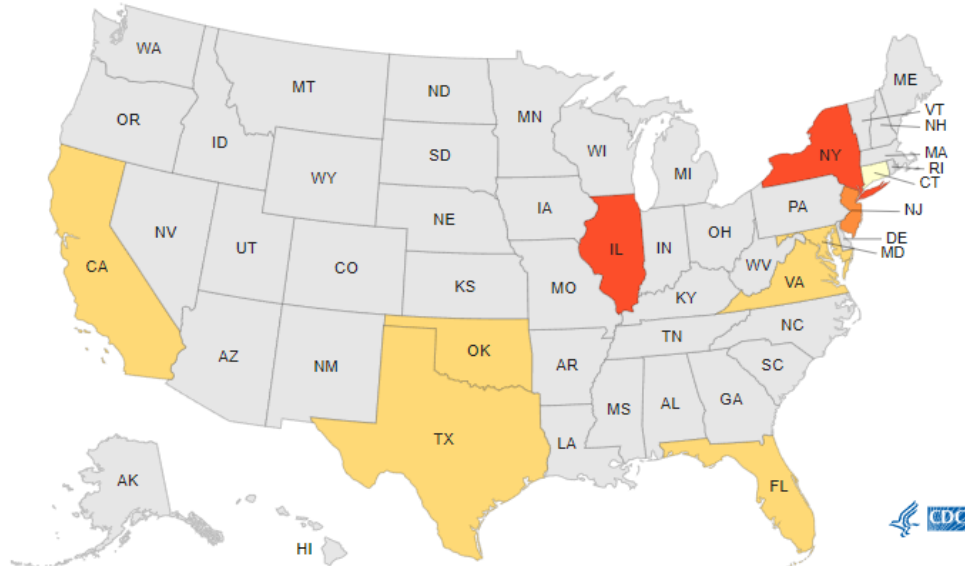 WA
ME
MT
ND
VT
OR
MN
NH
ID
WI
NY
MA
SD
RI
MI
CT
WY
IA
PA
NJ
NE
OH
NV
IL
IN
DE
UT
MD
CA
CO
WV
VA
KS
MO
KY
NC
TN
OK
AZ
NM
AR
SC
MS
AL
GA
TX
LA
AK
FL
CDC
HI